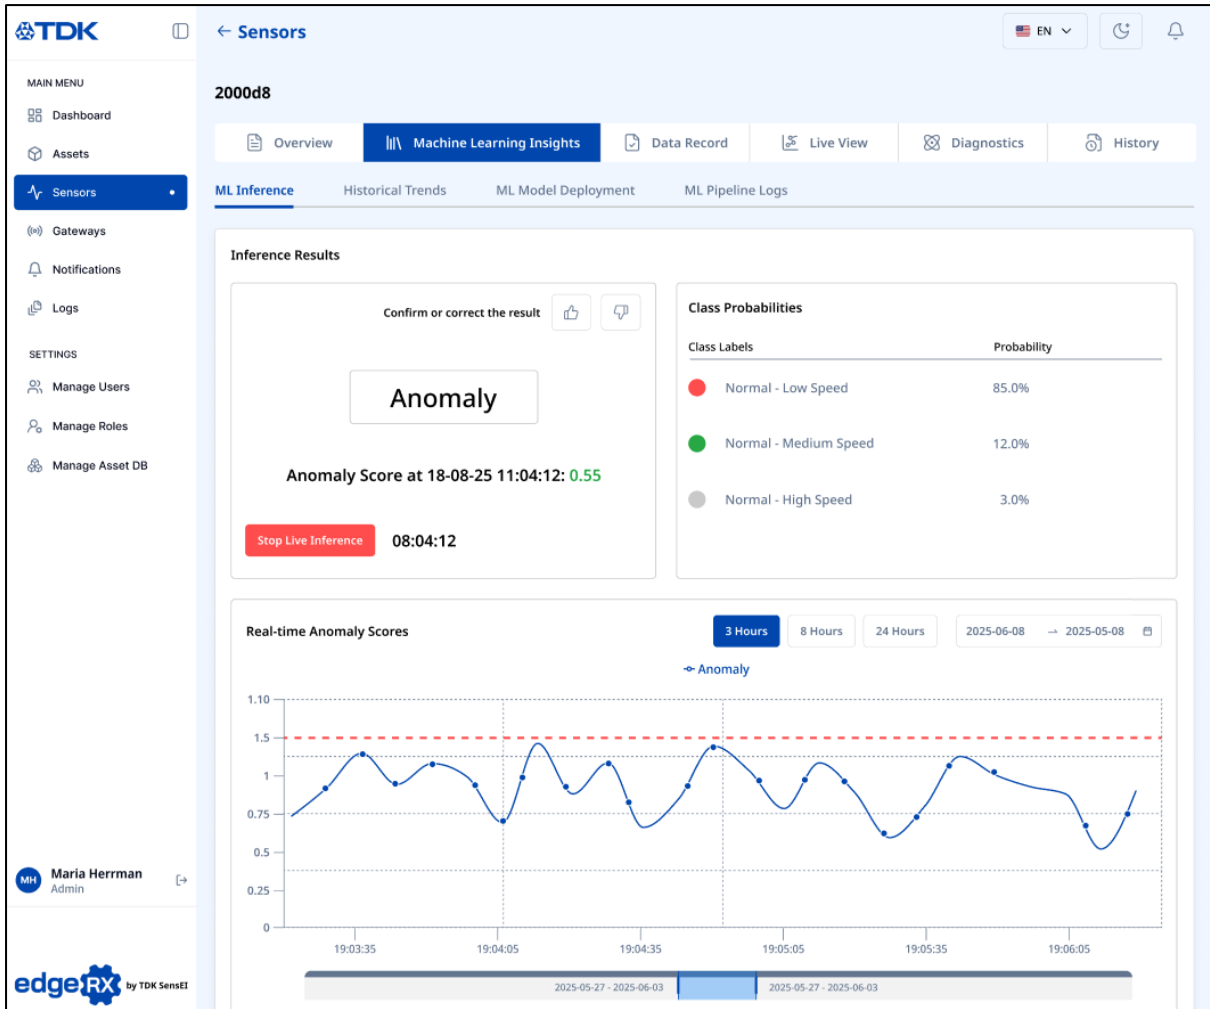 TDK
← Sensors
EN
MAIN MENU
Dashboard
Assets
Sensors
Gateways
Notifications
Logs
SETTINGS
Manage Users
Manage Roles
Manage Asset DB
MH
Maria Herrman
Admin
edgeRX by TDK SensEI
2000d8
Overview
Machine Learning Insights
Data Record
Live View
Diagnostics
History
ML Inference
Historical Trends
ML Model Deployment
ML Pipeline Logs
Inference Results
Confirm or correct the result
Anomaly
Anomaly Score at 18-08-25 11:04:12: 0.55
Stop Live Inference
08:04:12
Class Probabilities
Class Labels Probability
Normal - Low Speed 85.0%
Normal - Medium Speed 12.0%
Normal - High Speed 3.0%
Real-time Anomaly Scores
3 Hours
8 Hours
24 Hours
2025-06-08 → 2025-05-08
Anomaly
1.10
1.5
1
0.75
0.5
0.25
0
19:03:35 19:04:05 19:04:35 19:05:05 19:05:35 19:06:05
2025-05-27 - 2025-06-03 2025-05-27 - 2025-06-03